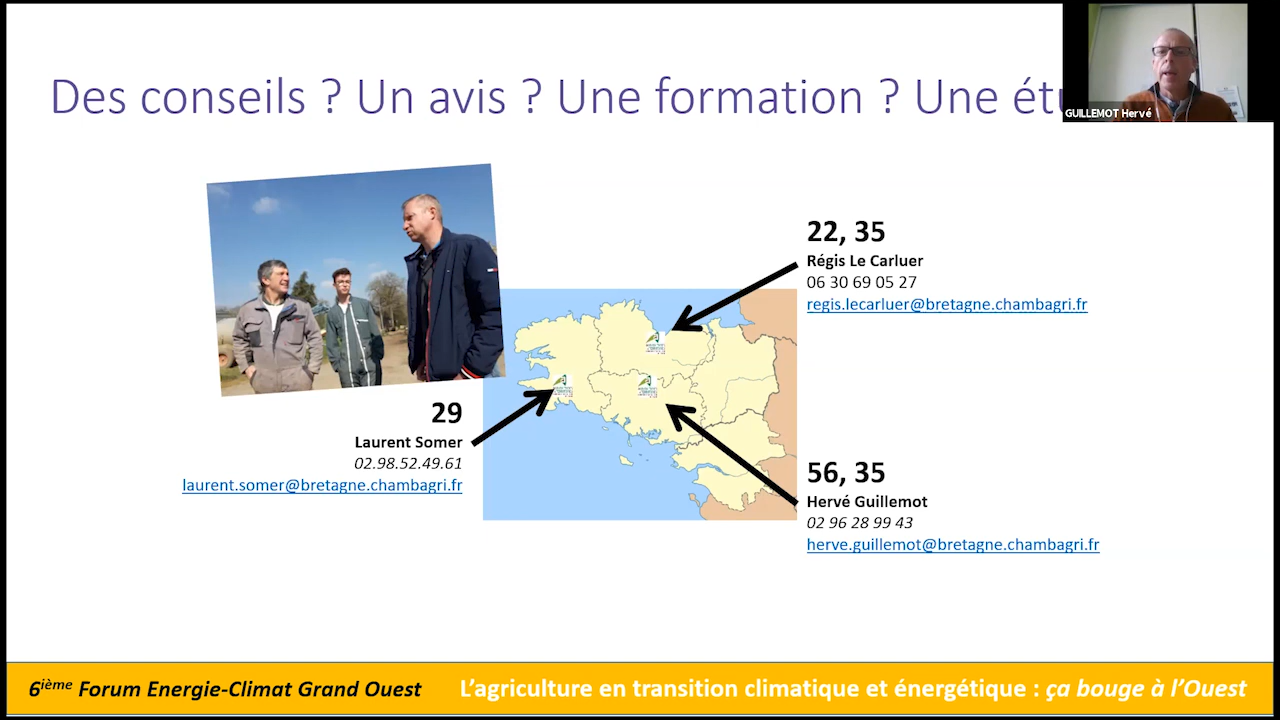 Des conseils ? Un avis ? Une formation ? Une étu
GUILLEMOT Hervé
22, 35
Régis Le Carluer
06 30 69 05 27
regis.lecarluer@bretagne.chambagri.fr
29
Laurent Somer
02.98.52.49.61
laurent.somer@bretagne.chambagri.fr
56, 35
Hervé Guillemot
02 96 28 99 43
herve.guillemot@bretagne.chambagri.fr
6ième Forum Energie-Climat Grand Ouest
L'agriculture en transition climatique et énergétique : ça bouge à l'Ouest